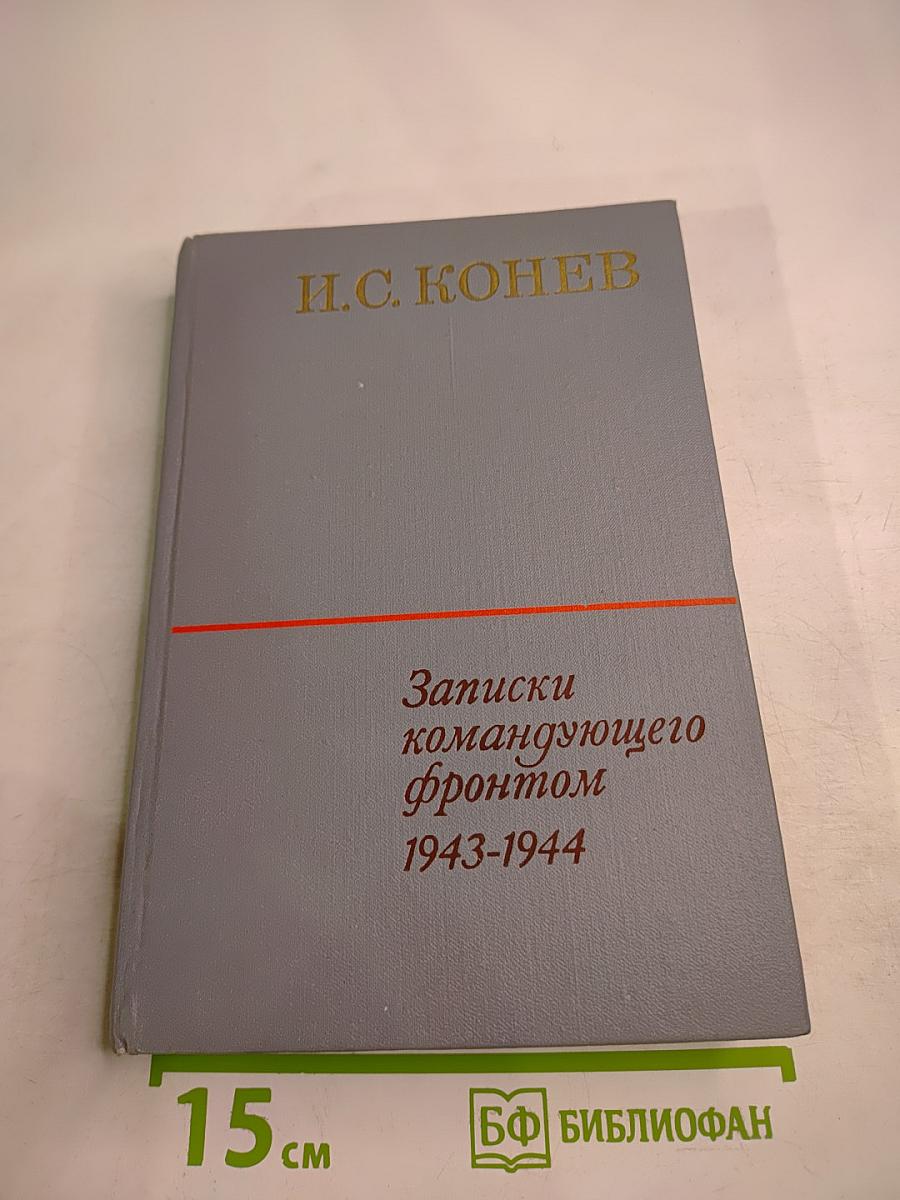 И.С. КОНЕВ
Записки
командующего
фронтом
1943-1944
15 см
БФ БИБЛИОФАН